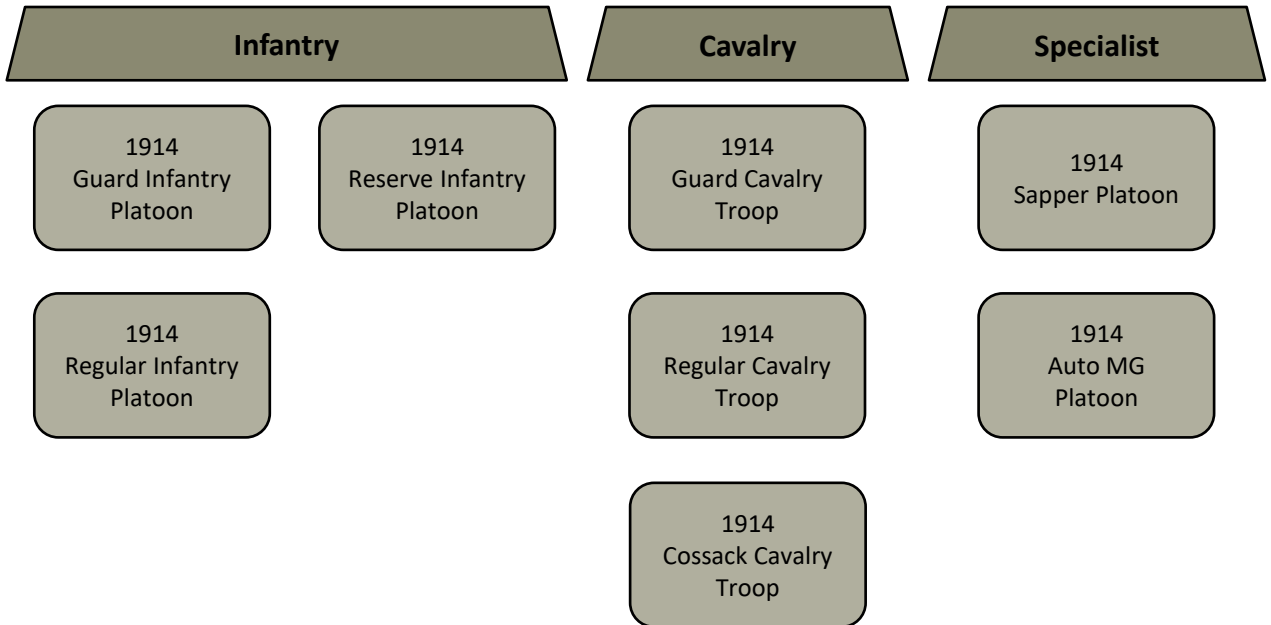 Infantry
Cavalry
Specialist
1914
Guard Infantry
Platoon
1914
Reserve Infantry
Platoon
1914
Guard Cavalry
Troop
1914
Sapper Platoon
1914
Regular Infantry
Platoon
1914
Regular Cavalry
Troop
1914
Auto MG
Platoon
1914
Cossack Cavalry
Troop